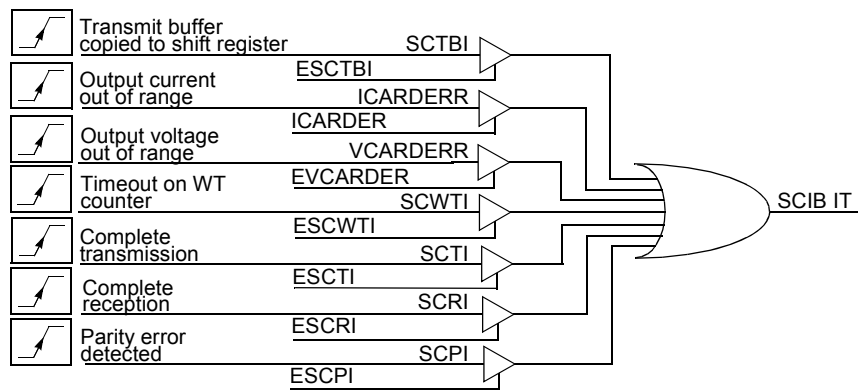 Transmit buffer
copied to shift register
SCTBI
ESCTBI
Output current
out of range
ICARDERR
ICARDER
Output voltage
out of range
VCARDERR
EVCARDER
Timeout on WT
counter
SCWTI
ESCWTI
SCIB IT
Complete
transmission
SCTI
ESCTI
Complete
reception
SCRI
ESCRI
Parity error
detected
SCPI
ESCPI